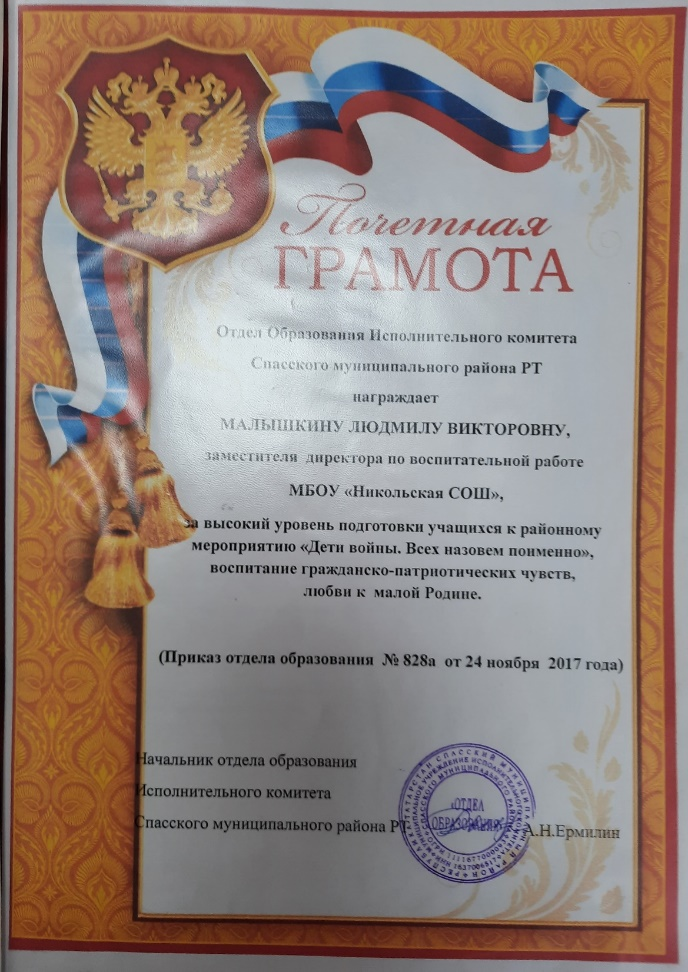 Почетная
ГРАМОТА
Отдел Образования Исполнительного комитета
Спасского муниципального района РТ
награждает
МАЛЫШКИНУ ЛЮДМИЛУ ВИКТОРОВНУ,
заместителя директора по воспитательной работе
МБОУ «Никольская СОШ»,
за высокий уровень подготовки учащихся к районному
мероприятию «Дети войны. Всех назовем поименно»,
воспитание гражданско-патриотических чувств,
любви к малой Родине.
(Приказ отдела образования № 828а от 24 ноября 2017 года)
Начальник отдела образования
Исполнительного комитета
Спасского муниципального района РТ
А.Н.Ермилин
«ОТДЕЛ
ОБРАЗОВАНИЯ»